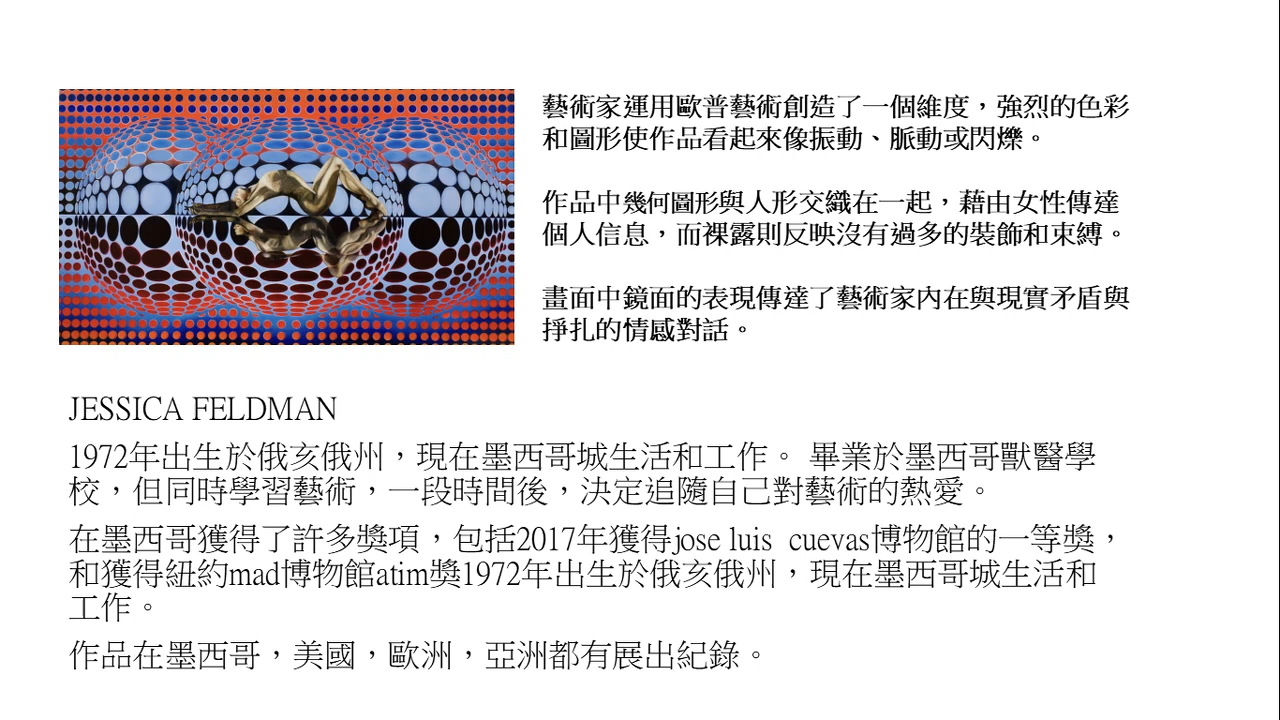 藝術家運用歐普藝術創造了一個維度，強烈的色彩
和圖形使作品看起來像振動、脈動或閃爍。
作品中幾何圖形與人形交織在一起，藉由女性傳達
個人信息，而裸露則反映沒有過多的裝飾和束縛。
畫面中鏡面的表現傳達了藝術家內在與現實矛盾與
掙扎的情感對話。
JESSICA FELDMAN
1972年出生於俄亥俄州，現在墨西哥城生活和工作。 畢業於墨西哥獸醫學
校，但同時學習藝術，一段時間後，決定追隨自己對藝術的熱愛。
在墨西哥獲得了許多獎項，包括2017年獲得jose luis  cuevas博物館的一等獎，
和獲得紐約mad博物館atim獎1972年出生於俄亥俄州，現在墨西哥城生活和
工作。
作品在墨西哥，美國，歐洲，亞洲都有展出紀錄。